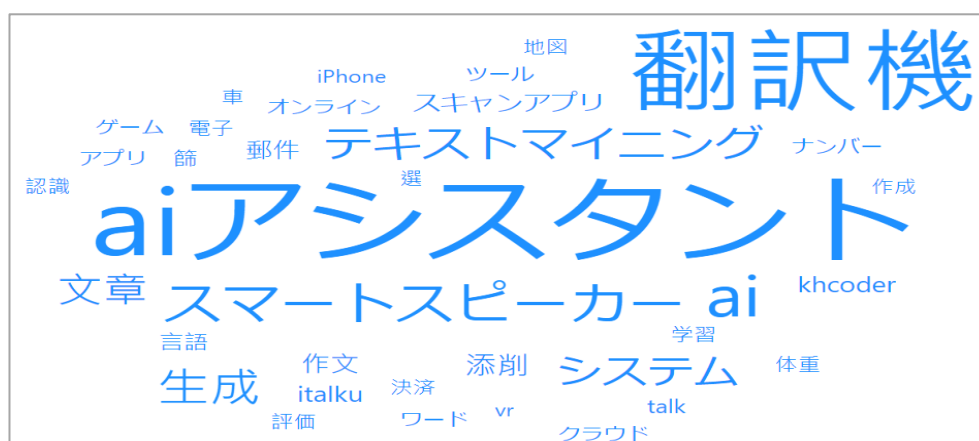 地図
翻訳機
iPhone
ツール
車
オンライン
スキャンアプリ
ゲーム
電子
郵件
テキストマイニング
ナンバー
アプリ
篩
認識
選
作成
aiアシスタント
文章
スマートスピーカー
ai
khcoder
言語
学習
生成
作文
添削
システム
体重
italku
決済
評価
ワード
vr
talk
クラウド